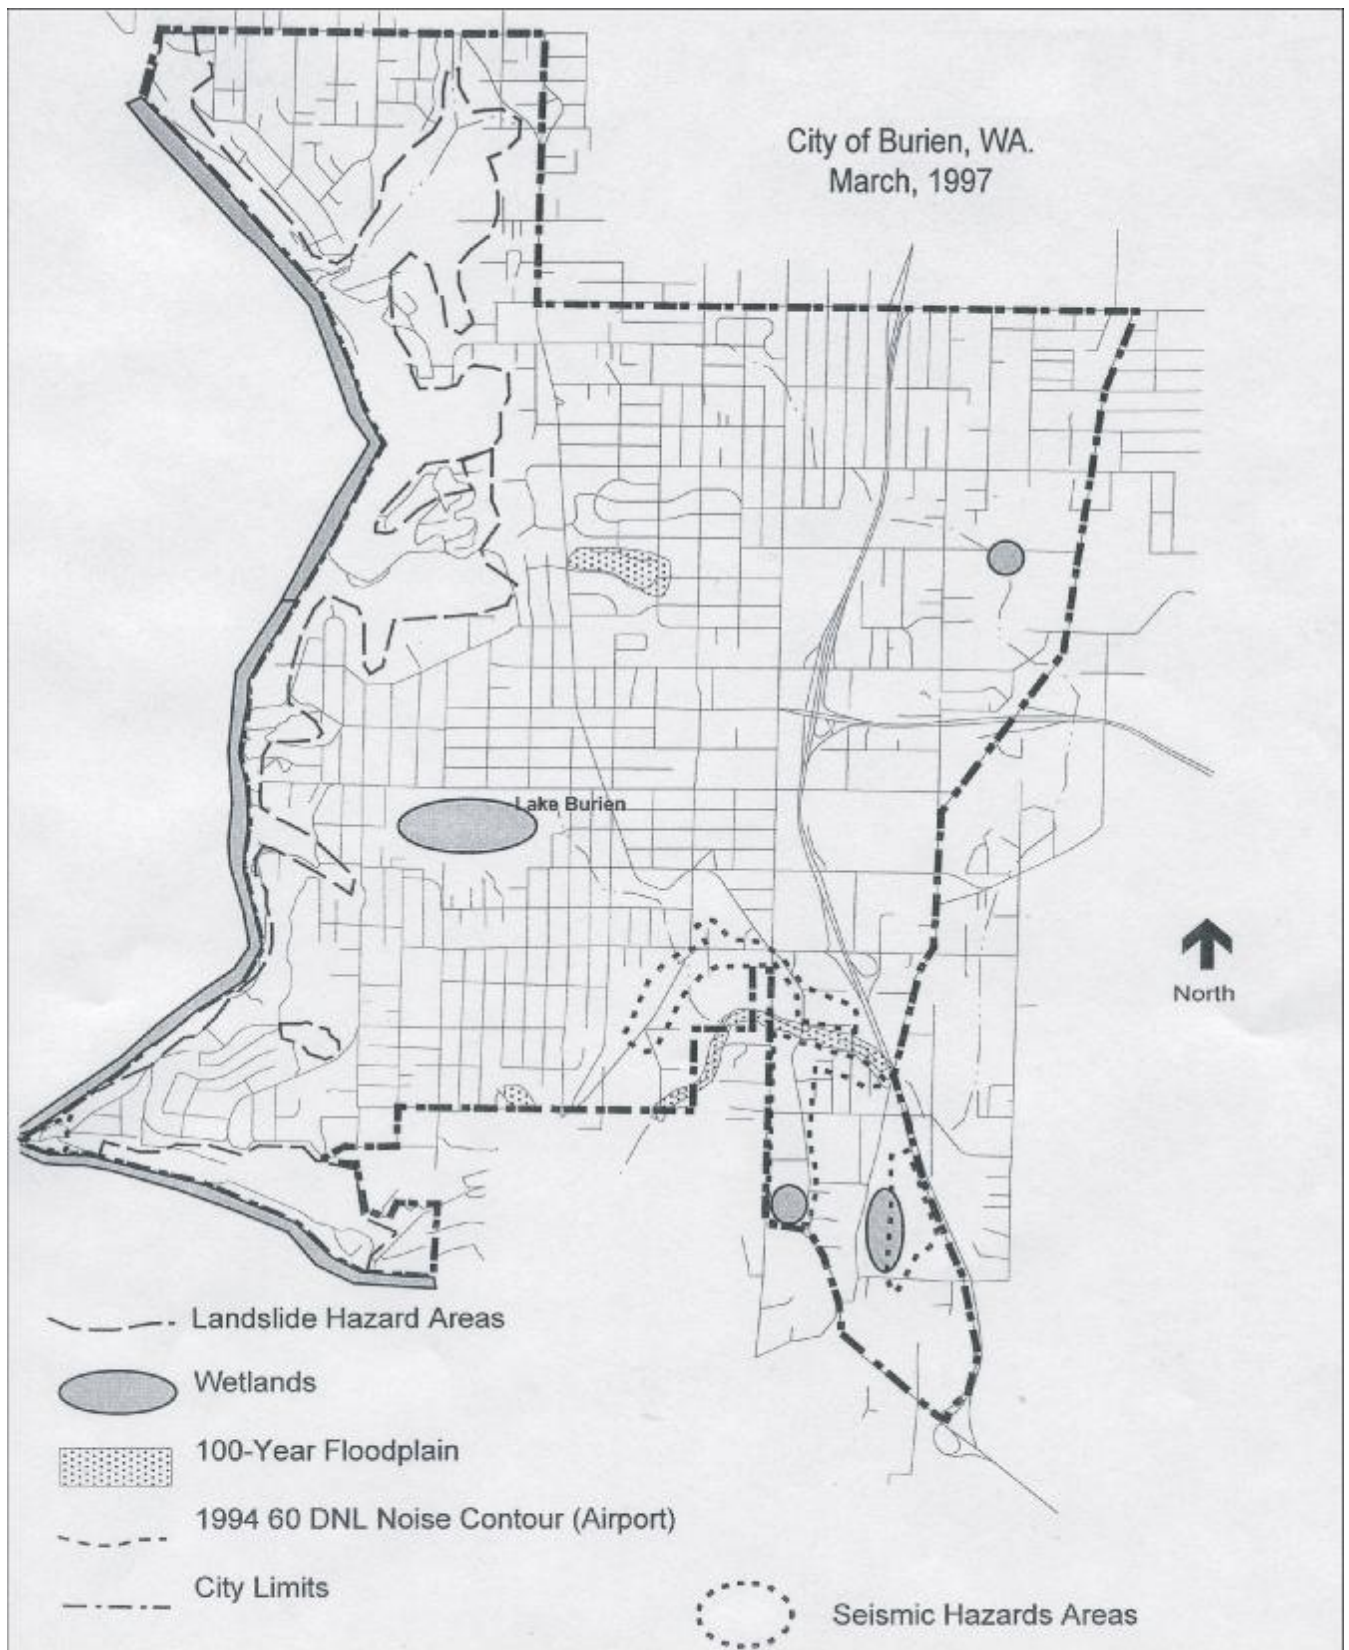 City of Burien, WA.
March, 1997
Lake Burien
North
Landslide Hazard Areas
Wetlands
100-Year Floodplain
1994 60 DNL Noise Contour (Airport)
City Limits
Seismic Hazards Areas